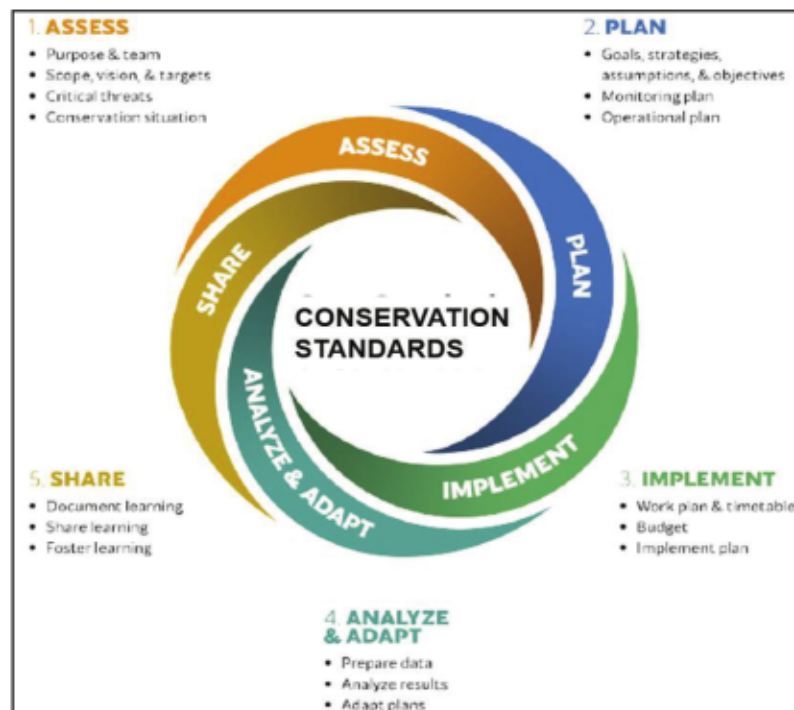 1. ASSESS
• Purpose & team
• Scope, vision, & targets
• Critical threats
• Conservation situation
2. PLAN
• Goals, strategies,
assumptions, & objectives
• Monitoring plan
• Operational plan
ASSESS
PLAN
SHARE
CONSERVATION
STANDARDS
ANALYZE & ADAPT
IMPLEMENT
5. SHARE
• Document learning
• Share learning
• Foster learning
3. IMPLEMENT
• Work plan & timetable
• Budget
• Implement plan
4. ANALYZE
& ADAPT
• Prepare data
• Analyze results
• Adapt plans